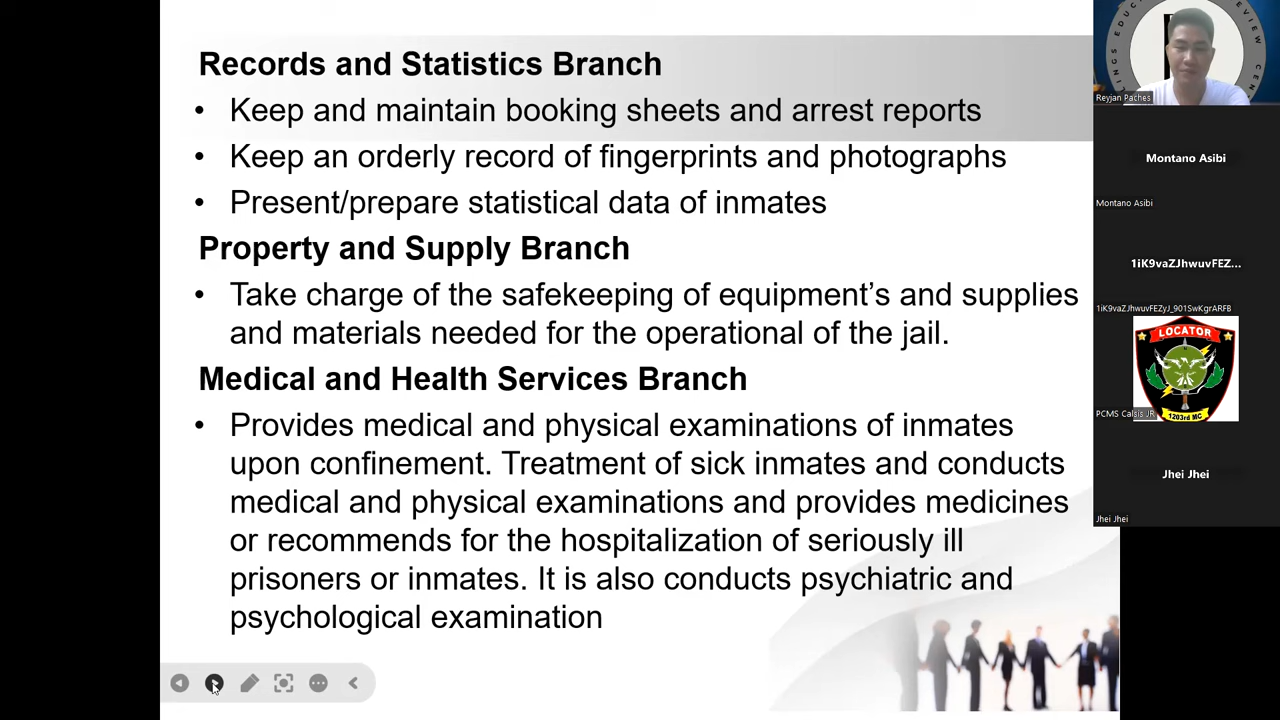 Records and Statistics Branch
• Keep and maintain booking sheets and arrest reports
• Keep an orderly record of fingerprints and photographs
• Present/prepare statistical data of inmates
Property and Supply Branch
• Take charge of the safekeeping of equipment’s and supplies
and materials needed for the operational of the jail.
Medical and Health Services Branch
• Provides medical and physical examinations of inmates
upon confinement. Treatment of sick inmates and conducts
medical and physical examinations and provides medicines
or recommends for the hospitalization of seriously ill
prisoners or inmates. It is also conducts psychiatric and
psychological examination
Reyjan Paches
Montano Asibi
Montano Asibi
1iK9vaZJhwuvFEZ...
LOCATOR
1203rd MC
PCMS Calsis JR
Jhei Jhei
Jhei Jhei